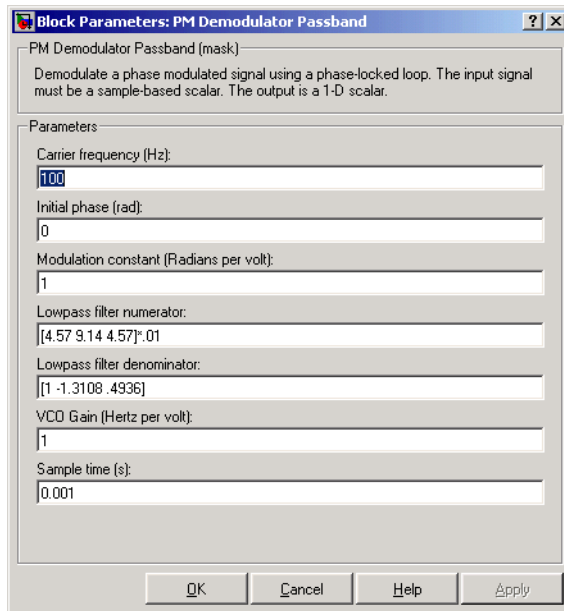 Block Parameters: PM Demodulator Passband
PM Demodulator Passband (mask)
Demodulate a phase modulated signal using a phase-locked loop. The input signal
must be a sample-based scalar. The output is a 1-D scalar.
Parameters
Carrier frequency (Hz):
100
Initial phase (rad):
0
Modulation constant (Radians per volt):
1
Lowpass filter numerator:
[4.57 9.14 4.57]*.01
Lowpass filter denominator:
[1 -1.3108 .4936]
VCO Gain (Hertz per volt):
1
Sample time (s):
0.001
OK Cancel Help Apply